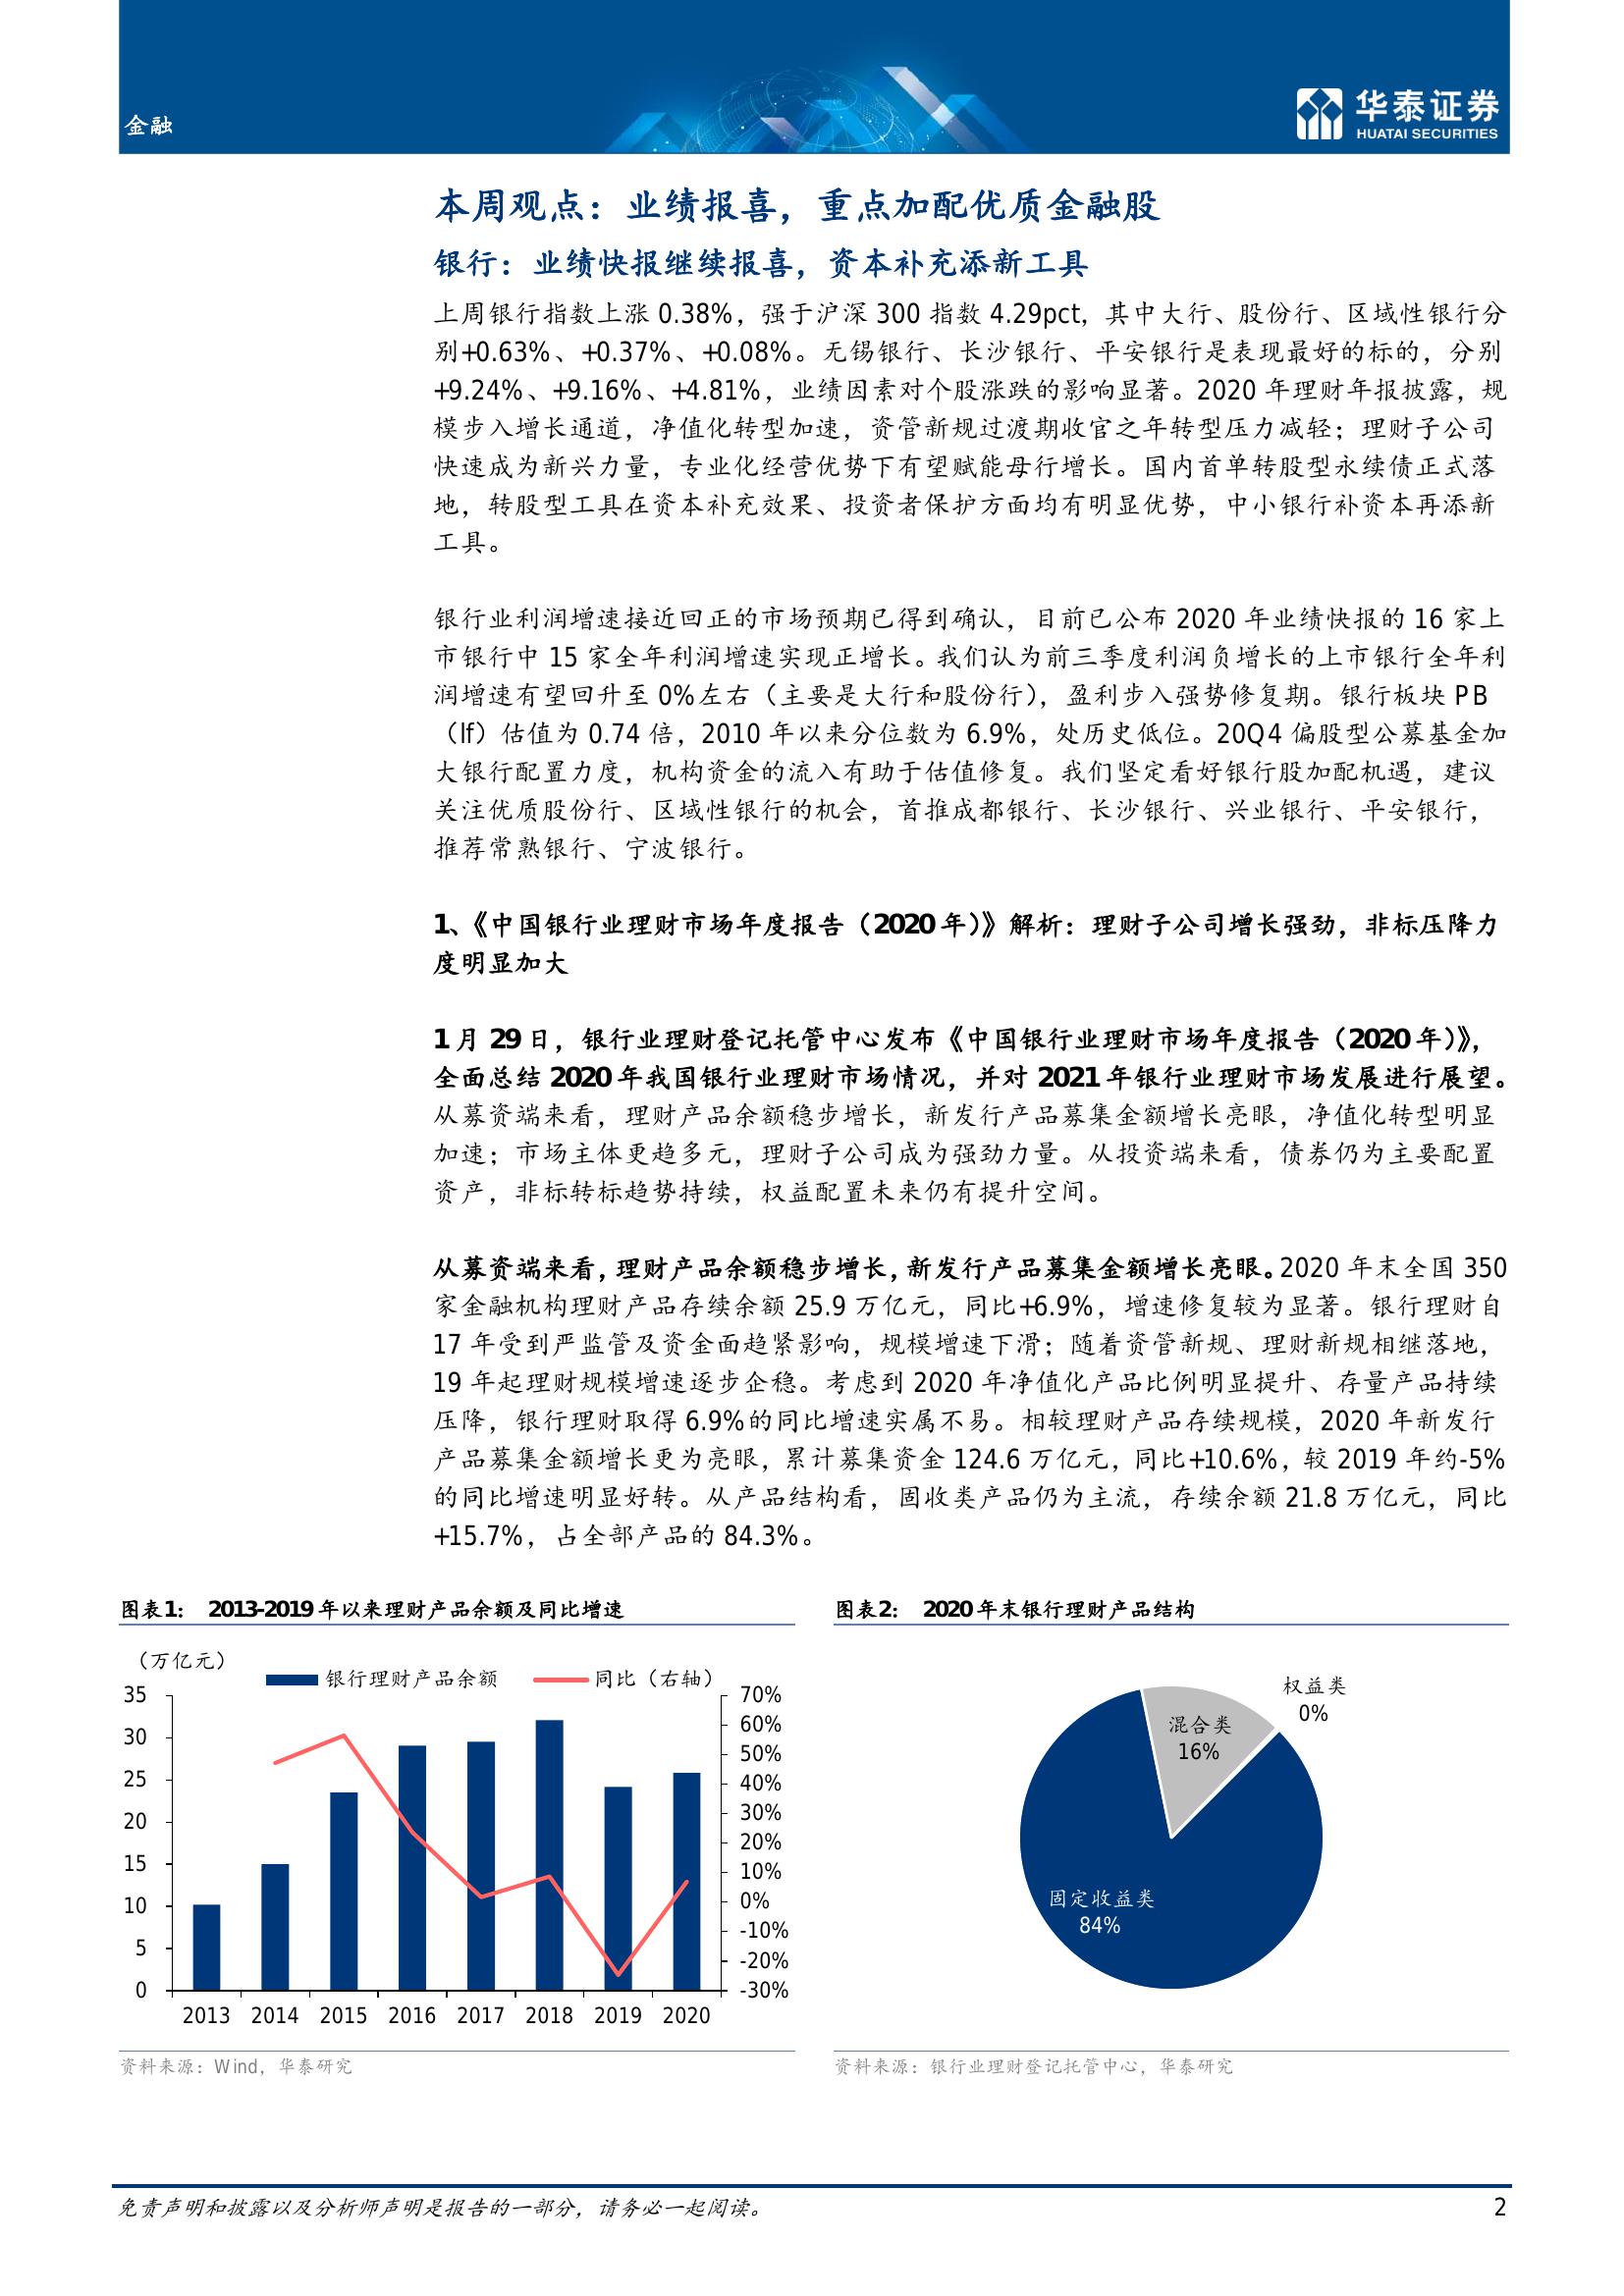 金融
华泰证券
HUATAI SECURITIES
本周观点：业绩报喜，重点加配优质金融股
银行：业绩快报继续报喜，资本补充添新工具
上周银行指数上涨 0.38%，强于沪深 300 指数 4.29pct，其中大行、股份行、区域性银行分
别+0.63%、+0.37%、+0.08%。无锡银行、长沙银行、平安银行是表现最好的标的，分别
+9.24%、+9.16%、+4.81%，业绩因素对个股涨跌的影响显著。2020 年理财年报披露，规
模步入增长通道，净值化转型加速，资管新规过渡期收官之年转型压力减轻；理财子公司
快速成为新兴力量，专业化经营优势下有望赋能母行增长。国内首单转股型永续债正式落
地，转股型工具在资本补充效果、投资者保护方面均有明显优势，中小银行补资本再添新
工具。
银行业利润增速接近回正的市场预期已得到确认，目前已公布 2020 年业绩快报的 16 家上
市银行中 15 家全年利润增速实现正增长。我们认为前三季度利润负增长的上市银行全年利
润增速有望回升至 0%左右（主要是大行和股份行），盈利步入强势修复期。银行板块 PB
（lf）估值为 0.74 倍，2010 年以来分位数为 6.9%，处历史低位。20Q4 偏股型公募基金加
大银行配置力度，机构资金的流入有助于估值修复。我们坚定看好银行股加配机遇，建议
关注优质股份行、区域性银行的机会，首推成都银行、长沙银行、兴业银行、平安银行，
推荐常熟银行、宁波银行。
1、《中国银行业理财市场年度报告（2020 年）》解析：理财子公司增长强劲，非标压降力
度明显加大
1 月 29 日，银行业理财登记托管中心发布《中国银行业理财市场年度报告（2020 年）》，
全面总结 2020 年我国银行业理财市场情况，并对 2021 年银行业理财市场发展进行展望。
从募资端来看，理财产品余额稳步增长，新发行产品募集金额增长亮眼，净值化转型明显
加速；市场主体更趋多元，理财子公司成为强劲力量。从投资端来看，债券仍为主要配置
资产，非标转标趋势持续，权益配置未来仍有提升空间。
从募资端来看，理财产品余额稳步增长，新发行产品募集金额增长亮眼。2020 年末全国 350
家金融机构理财产品存续余额 25.9 万亿元，同比+6.9%，增速修复较为显著。银行理财自
17 年受到严监管及资金面趋紧影响，规模增速下滑；随着资管新规、理财新规相继落地，
19 年起理财规模增速逐步企稳。考虑到 2020 年净值化产品比例明显提升、存量产品持续
压降，银行理财取得 6.9%的同比增速实属不易。相较理财产品存续规模，2020 年新发行
产品募集金额增长更为亮眼，累计募集资金 124.6 万亿元，同比+10.6%，较 2019 年约-5%
的同比增速明显好转。从产品结构看，固收类产品仍为主流，存续余额 21.8 万亿元，同比
+15.7%，占全部产品的 84.3%。
图表1： 2013-2019 年以来理财产品余额及同比增速
（万亿元）
银行理财产品余额 同比（右轴）
35 70%
60%
30
50%
25 40%
30%
20
20%
15
10%
10 0%
-10%
5
-20%
0 -30%
2013 2014 2015 2016 2017 2018 2019 2020
资料来源：Wind，华泰研究
图表2： 2020 年末银行理财产品结构
权益类
0%
混合类
16%
固定收益类
84%
资料来源：银行业理财登记托管中心，华泰研究
免责声明和披露以及分析师声明是报告的一部分，请务必一起阅读。 2